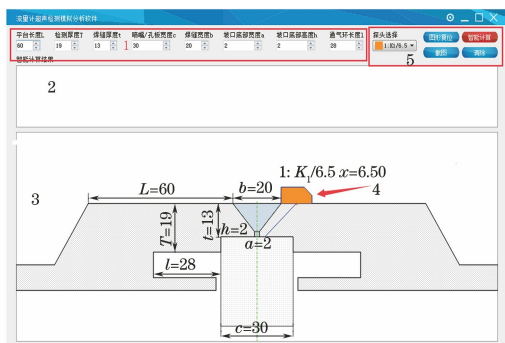 流量计超声检测模拟分析软件
平台长度L 检测厚度T 焊缝厚度t 喷嘴/孔板宽度c 焊缝宽度b 坡口底部宽度a 坡口底部高度h 通气环长度l 探头选择
60 19 13 1 30 20 2 2 28 1:K1/6.5 图形复位 智能计算
5 截图 清除
智能计算结果
2
3
1: K₁/6.5 x=6.50
4
L=60 b=20
T=19 t=13 h=2
a=2
l=28
c=30